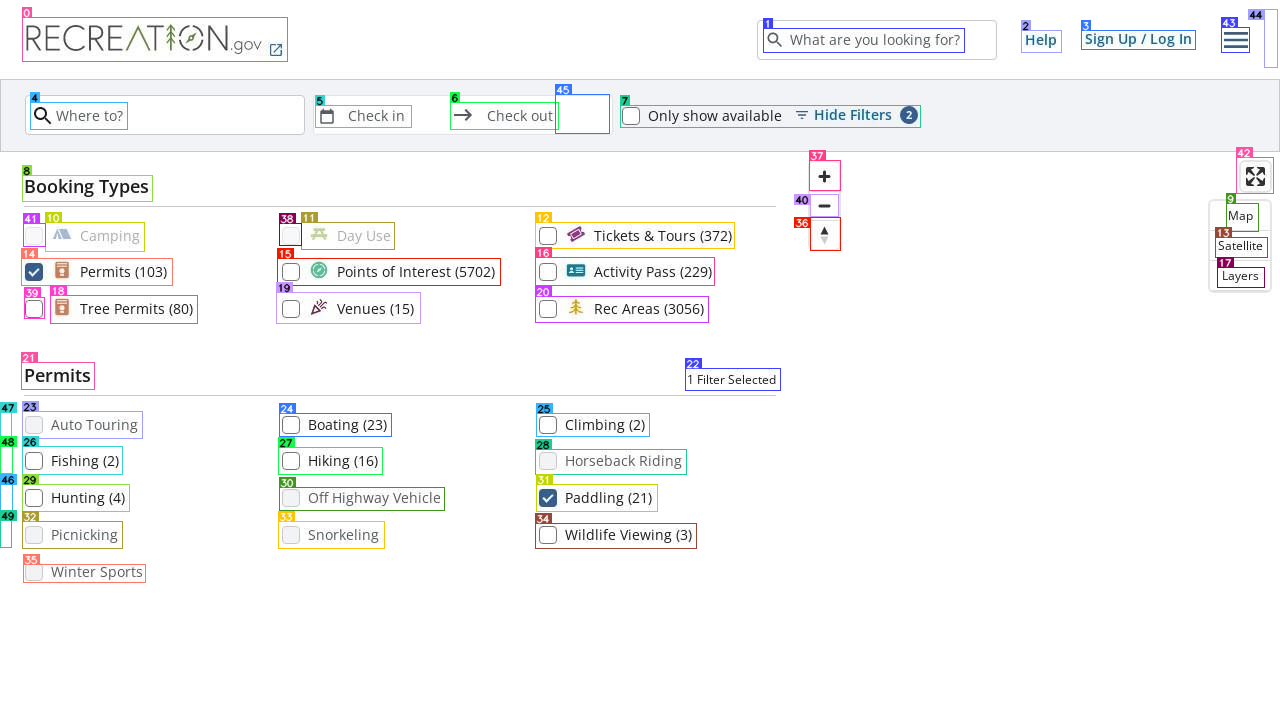 RECREATION.gov
What are you looking for?
Help
Sign Up / Log In
Where to?
Check in
Check out
Only show available
Hide Filters
2
Booking Types
Camping
Day Use
Tickets & Tours (372)
Permits (103)
Points of Interest (5702)
Activity Pass (229)
Tree Permits (80)
Venues (15)
Rec Areas (3056)
Map
Satellite
Layers
Permits
1 Filter Selected
Auto Touring
Boating (23)
Climbing (2)
Fishing (2)
Hiking (16)
Horseback Riding
Hunting (4)
Off Highway Vehicle
Paddling (21)
Picnicking
Snorkeling
Wildlife Viewing (3)
Winter Sports
0
1
2
3
4
5
6
7
8
9
10
11
12
13
14
15
16
17
18
19
20
21
22
23
24
25
26
27
28
29
30
31
32
33
34
35
36
37
38
39
40
41
42
43
44
45
46
47
48
49